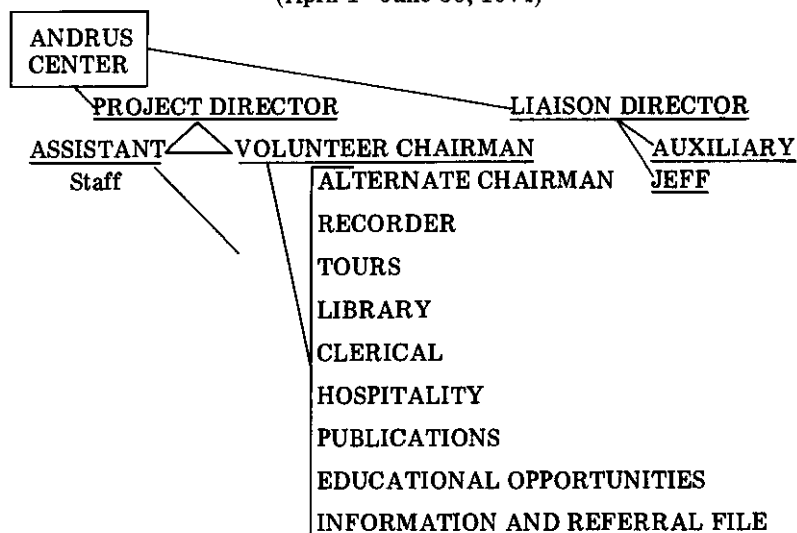 ANDRUS
CENTER
PROJECT DIRECTOR LIAISON DIRECTOR
ASSISTANT VOLUNTEER CHAIRMAN AUXILIARY
Staff ALTERNATE CHAIRMAN JEFF
RECORDER
TOURS
LIBRARY
CLERICAL
HOSPITALITY
PUBLICATIONS
EDUCATIONAL OPPORTUNITIES
INFORMATION AND REFERRAL FILE